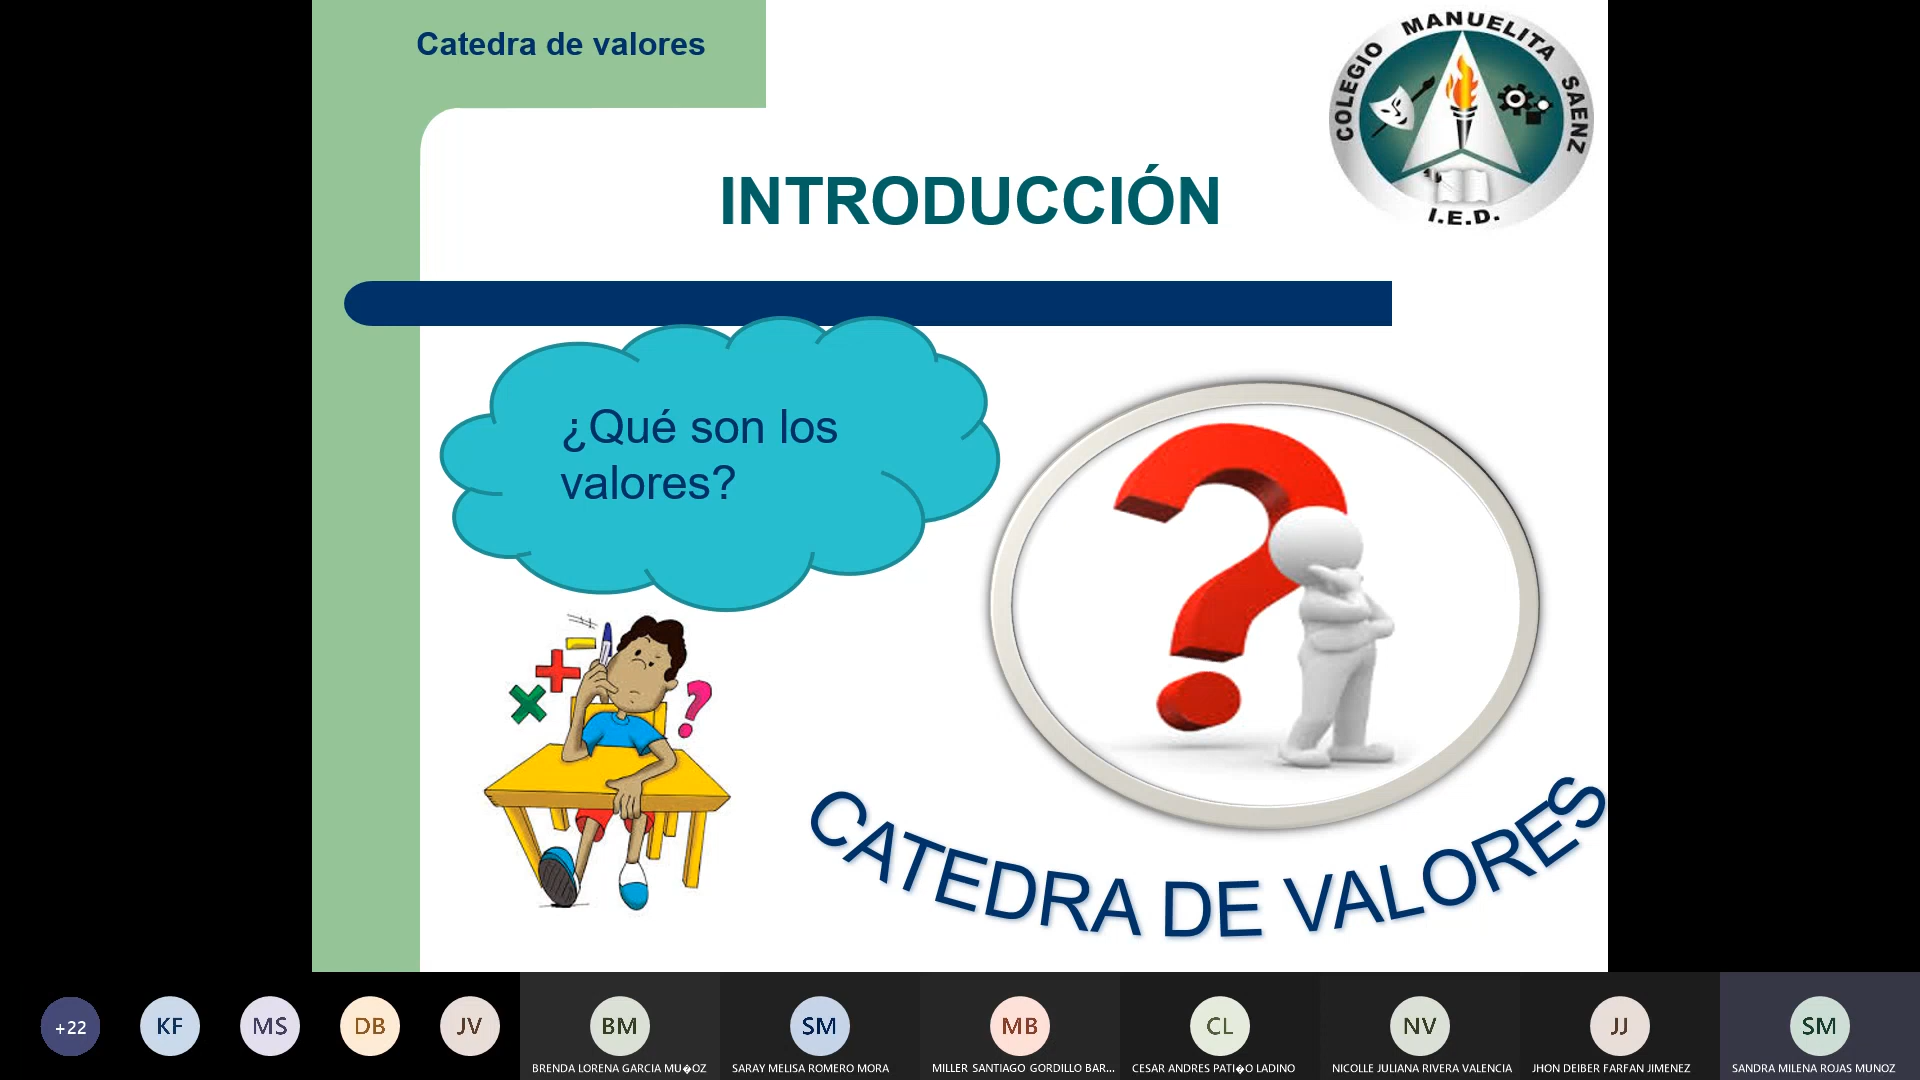 Catedra de valores
COLEGIO MANUELITA SAENZ
I.E.D.
INTRODUCCIÓN
¿Qué son los
valores?
CATEDRA DE VALORES
+22
KF
MS
DB
JV
BM
SM
MB
CL
NV
JJ
SM
BRENDA LORENA GARCIA MU�OZ
SARAY MELISA ROMERO MORA
MILLER SANTIAGO GORDILLO BAR...
CESAR ANDRES PATI�O LADINO
NICOLLE JULIANA RIVERA VALENCIA
JHON DEIBER FARFAN JIMENEZ
SANDRA MILENA ROJAS MUNOZ